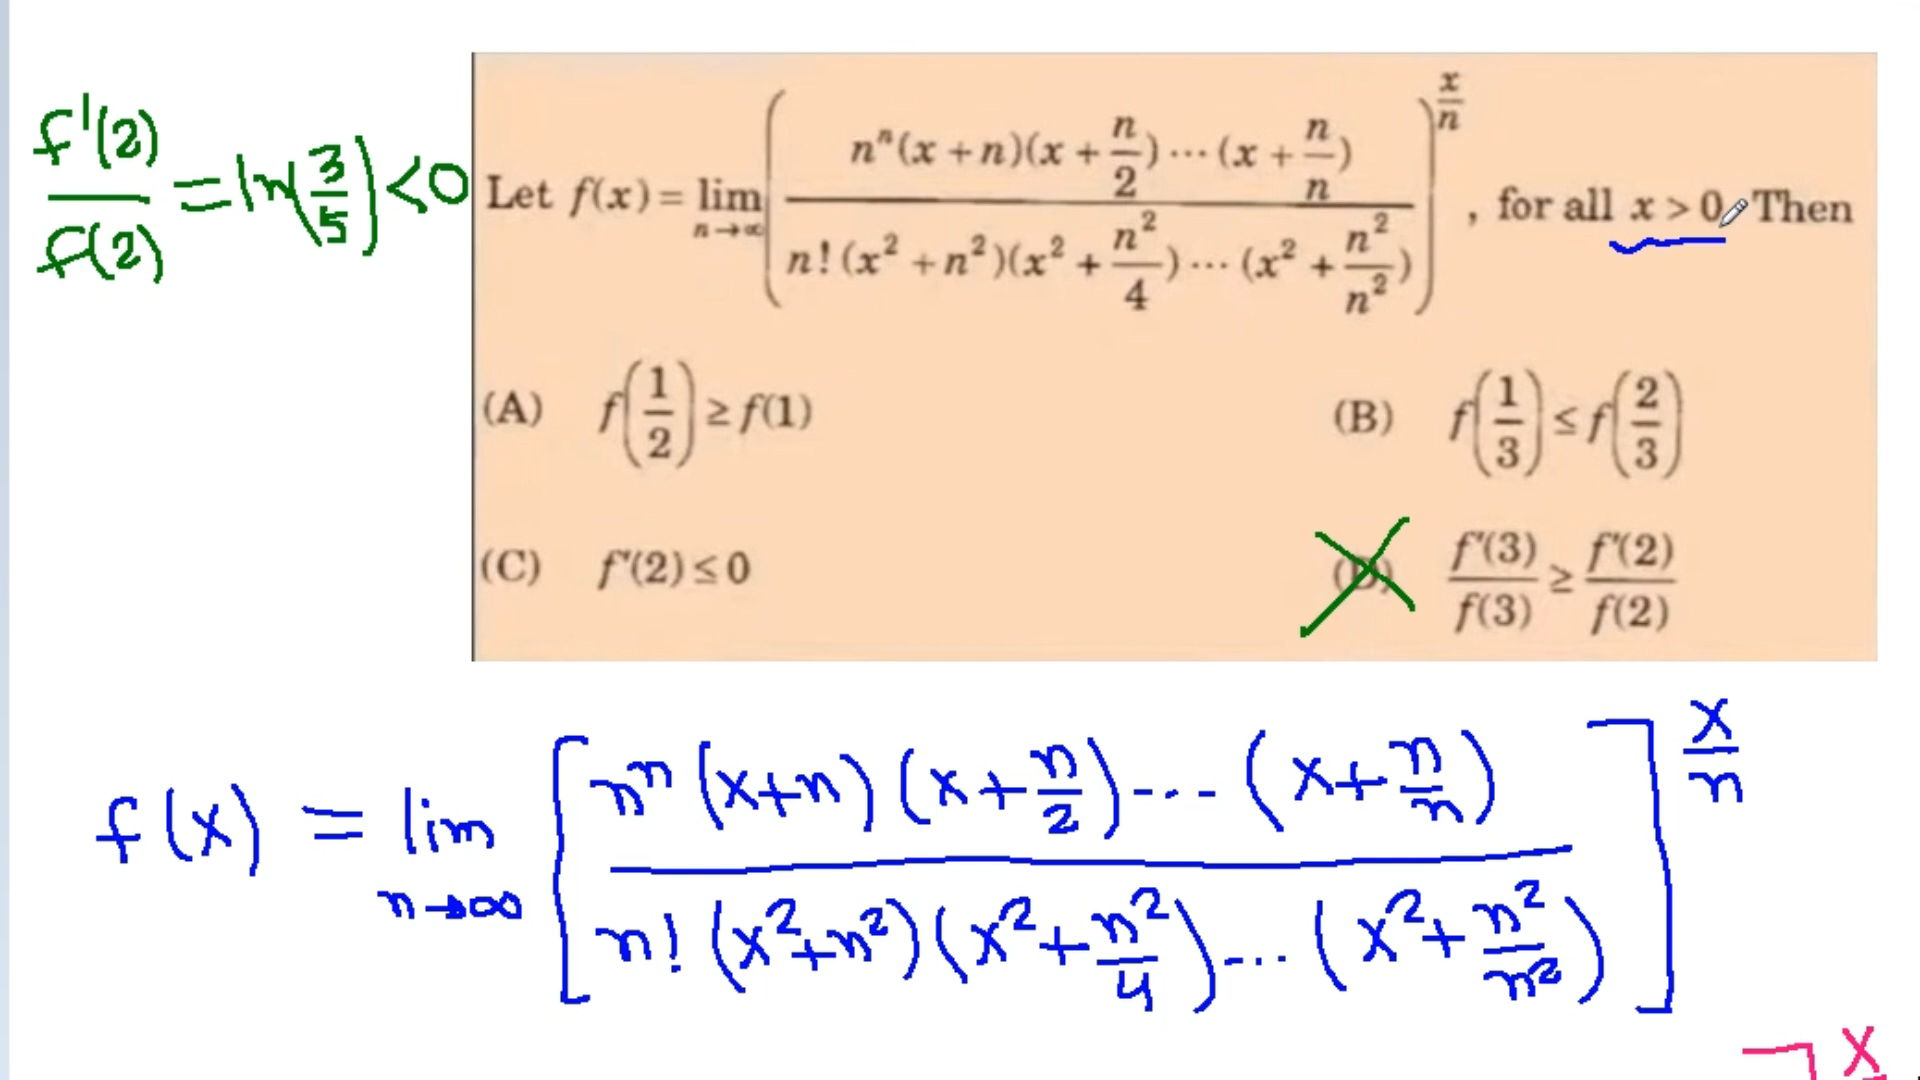 f'(2)/f(2) = ln(3/5) < 0
Let f(x) = lim n→∞ ( n^n (x + n)(x + n/2) ··· (x + n/n) / n! (x² + n²)(x² + n²/4) ··· (x² + n²/n²) )^(x/n) , for all x > 0. Then
(A) f(1/2) ≥ f(1) (B) f(1/3) ≤ f(2/3)
(C) f'(2) ≤ 0 (D) f'(3)/f(3) ≥ f'(2)/f(2)
f(x) = lim n→∞ [ n^n (x+n)(x+n/2) --- (x+n/n) / n! (x²+n²)(x²+n²/4) --- (x²+n²/n²) ]^(x/n)
x